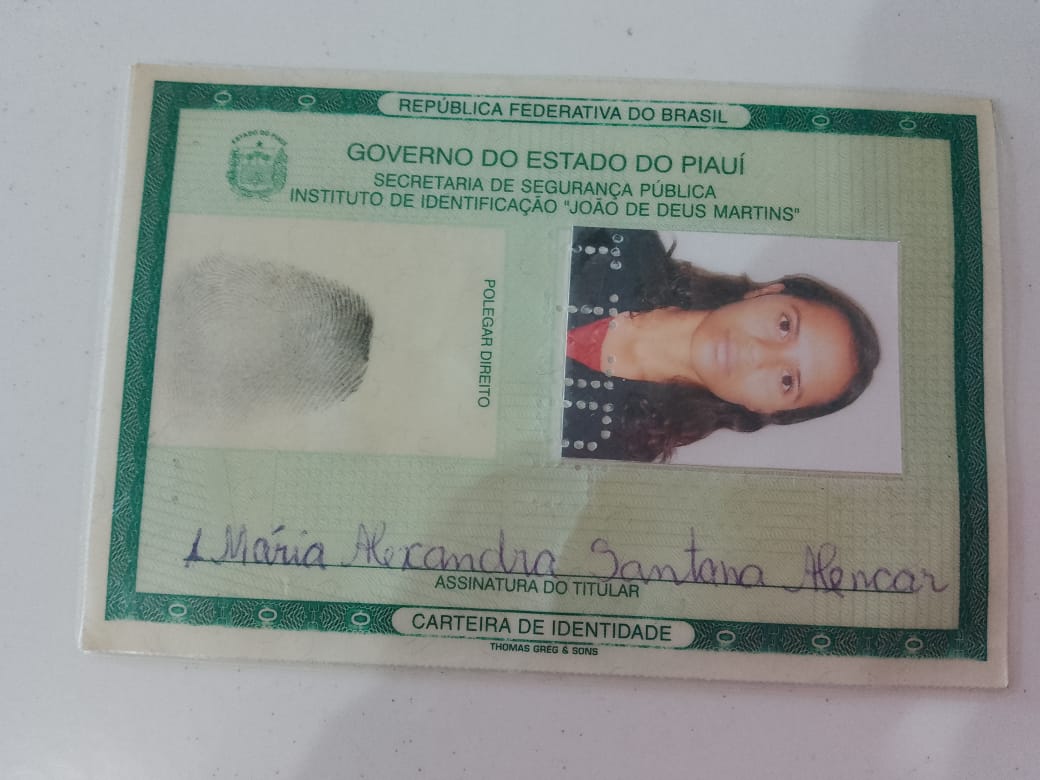 REPÚBLICA FEDERATIVA DO BRASIL
ESTADO DO PIAUÍ
GOVERNO DO ESTADO DO PIAUÍ
SECRETARIA DE SEGURANÇA PÚBLICA
INSTITUTO DE IDENTIFICAÇÃO "JOÃO DE DEUS MARTINS"
POLEGAR DIREITO
Mária Alexandra Santana Alencar
ASSINATURA DO TITULAR
CARTEIRA DE IDENTIDADE
THOMAS GREG & SONS